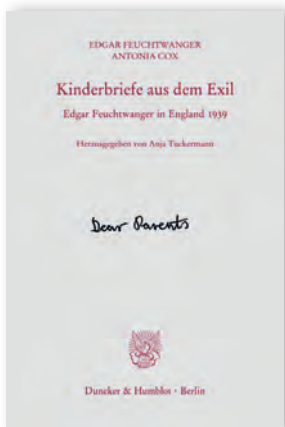 EDGAR FEUCHTWANGER
ANTONIA COX
Kinderbriefe aus dem Exil
Edgar Feuchtwanger in England 1939
Herausgegeben von Anja Tuckermann
Dear Parents
Duncker & Humblot · Berlin